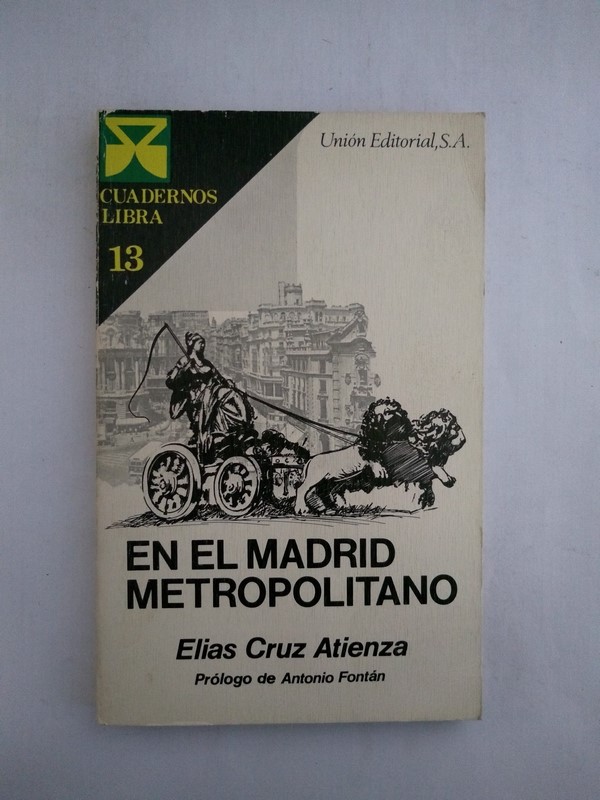 Unión Editorial, S.A.
CUADERNOS
LIBRA
13
EN EL MADRID
METROPOLITANO
Elias Cruz Atienza
Prólogo de Antonio Fontán